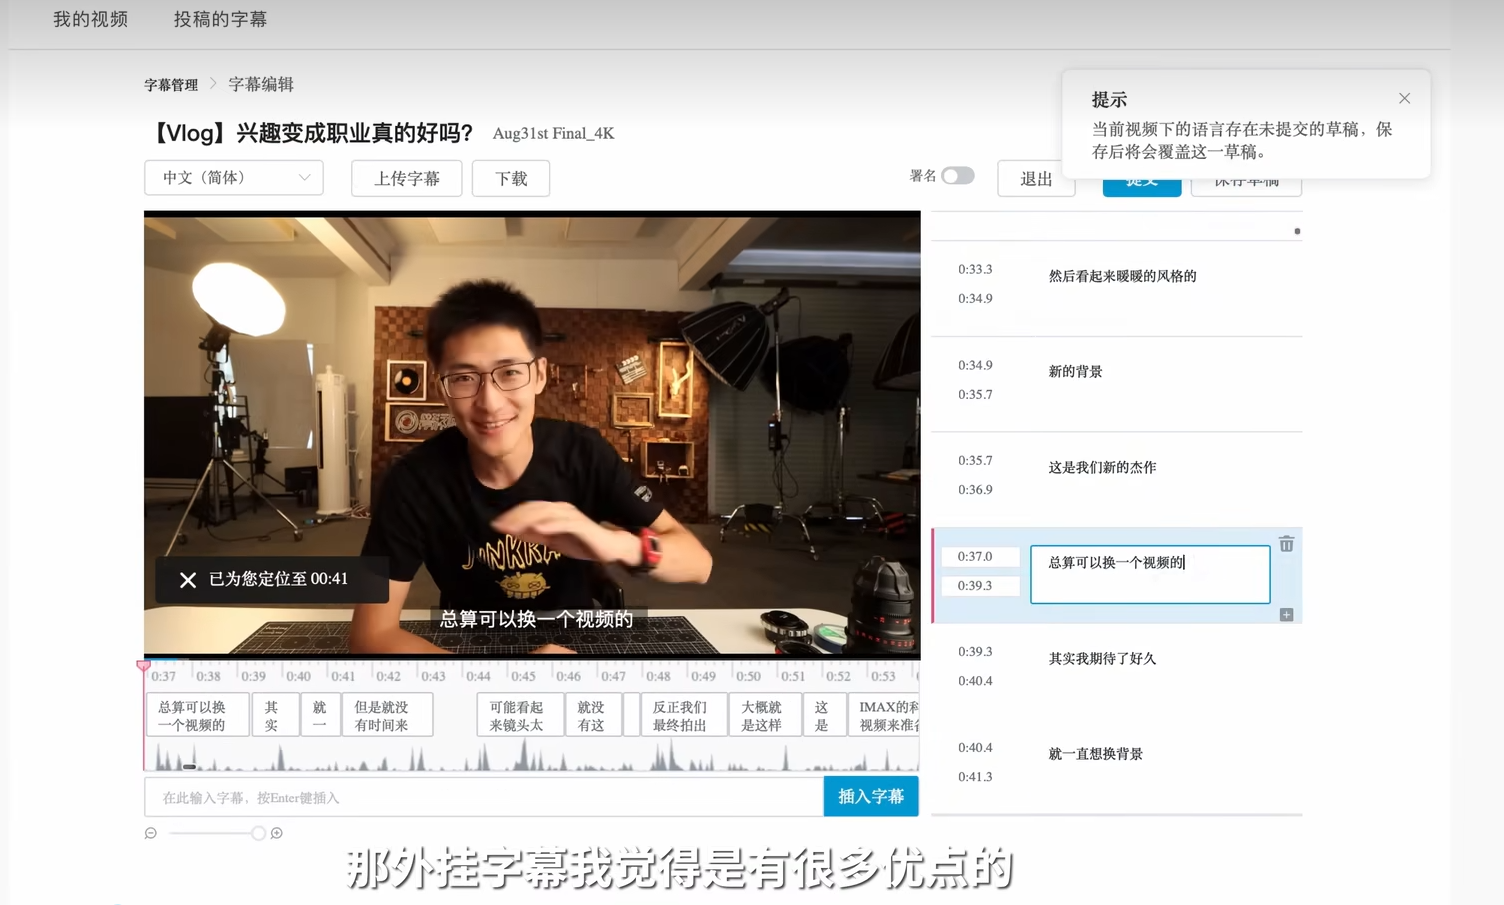 我的视频
投稿的字幕
字幕管理 > 字幕编辑
【Vlog】兴趣变成职业真的好吗？ Aug31st Final_4K
提示
当前视频下的语言存在未提交的草稿，保
存后将会覆盖这一草稿。
中文（简体）
上传字幕
下载
署名
退出
提交
保存草稿
0:33.3
0:34.9
然后看起来暖暖的风格的
0:34.9
0:35.7
新的背景
0:35.7
0:36.9
这是我们新的杰作
0:37.0
0:39.3
总算可以换一个视频的
0:39.3
0:40.4
其实我期待了好久
0:40.4
0:41.3
就一直想换背景
JINKRA
已为您定位至 00:41
总算可以换一个视频的
0:37 0:38 0:39 0:40 0:41 0:42 0:43 0:44 0:45 0:46 0:47 0:48 0:49 0:50 0:51 0:52 0:53
总算可以换
一个视频的
其
实
就
一
但是就没
有时间来
可能看起
来镜头太
就没
有这
反正我们
最终拍出
大概就
是这样
这
是
IMAX的科
视频来准备
在此输入字幕，按Enter键插入
插入字幕
那外挂字幕我觉得是有很多优点的